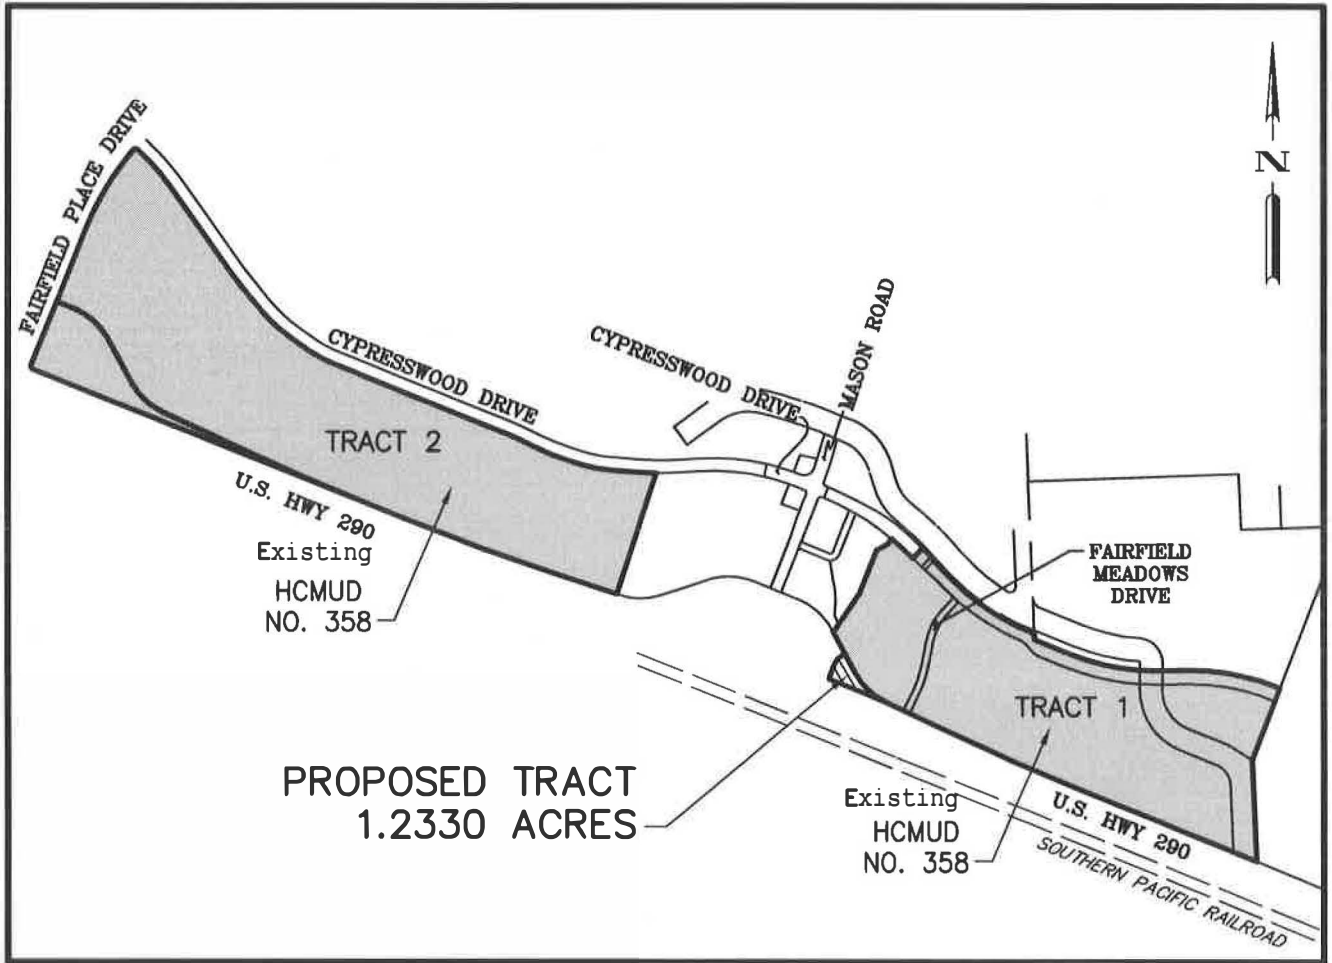 N
FAIRFIELD PLACE DRIVE
CYPRESSWOOD DRIVE
CYPRESSWOOD DRIVE
MASON ROAD
TRACT 2
U.S. HWY 290
Existing
HCMUD
NO. 358
FAIRFIELD
MEADOWS
DRIVE
TRACT 1
PROPOSED TRACT
1.2330 ACRES
Existing
HCMUD
NO. 358
U.S. HWY 290
SOUTHERN PACIFIC RAILROAD